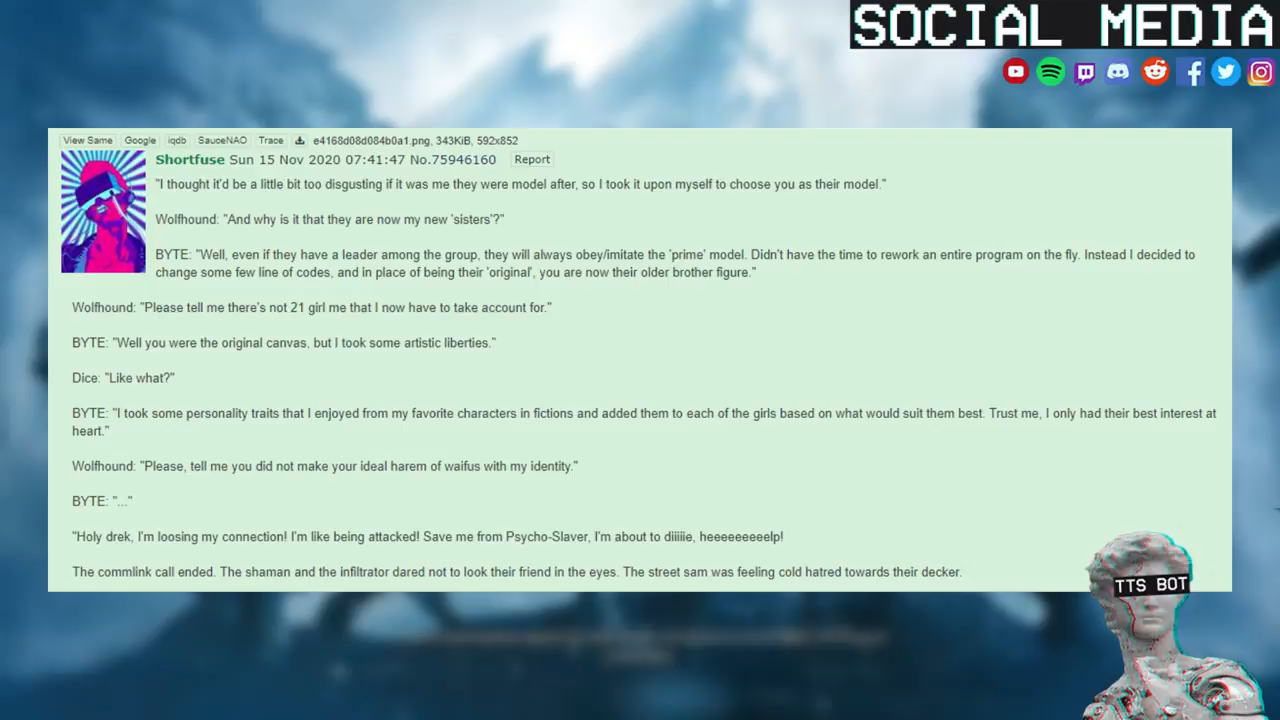 SOCIAL MEDIA
View Same Google iqdb SauceNAO Trace e4168d08d084b0a1.png, 343KiB, 592x852
Shortfuse Sun 15 Nov 2020 07:41:47 No.75946160 Report
"I thought it'd be a little bit too disgusting if it was me they were model after, so I took it upon myself to choose you as their model."
Wolfhound: "And why is it that they are now my new 'sisters'?"
BYTE: "Well, even if they have a leader among the group, they will always obey/imitate the 'prime' model. Didn't have the time to rework an entire program on the fly. Instead I decided to
change some few line of codes, and in place of being their 'original', you are now their older brother figure."
Wolfhound: "Please tell me there's not 21 girl me that I now have to take account for."
BYTE: "Well you were the original canvas, but I took some artistic liberties."
Dice: "Like what?"
BYTE: "I took some personality traits that I enjoyed from my favorite characters in fictions and added them to each of the girls based on what would suit them best. Trust me, I only had their best interest at
heart."
Wolfhound: "Please, tell me you did not make your ideal harem of waifus with my identity."
BYTE: "..."
"Holy drek, I'm loosing my connection! I'm like being attacked! Save me from Psycho-Slaver, I'm about to diiiiie, heeeeeeeeelp!
The commlink call ended. The shaman and the infiltrator dared not to look their friend in the eyes. The street sam was feeling cold hatred towards their decker.
TTS BOT